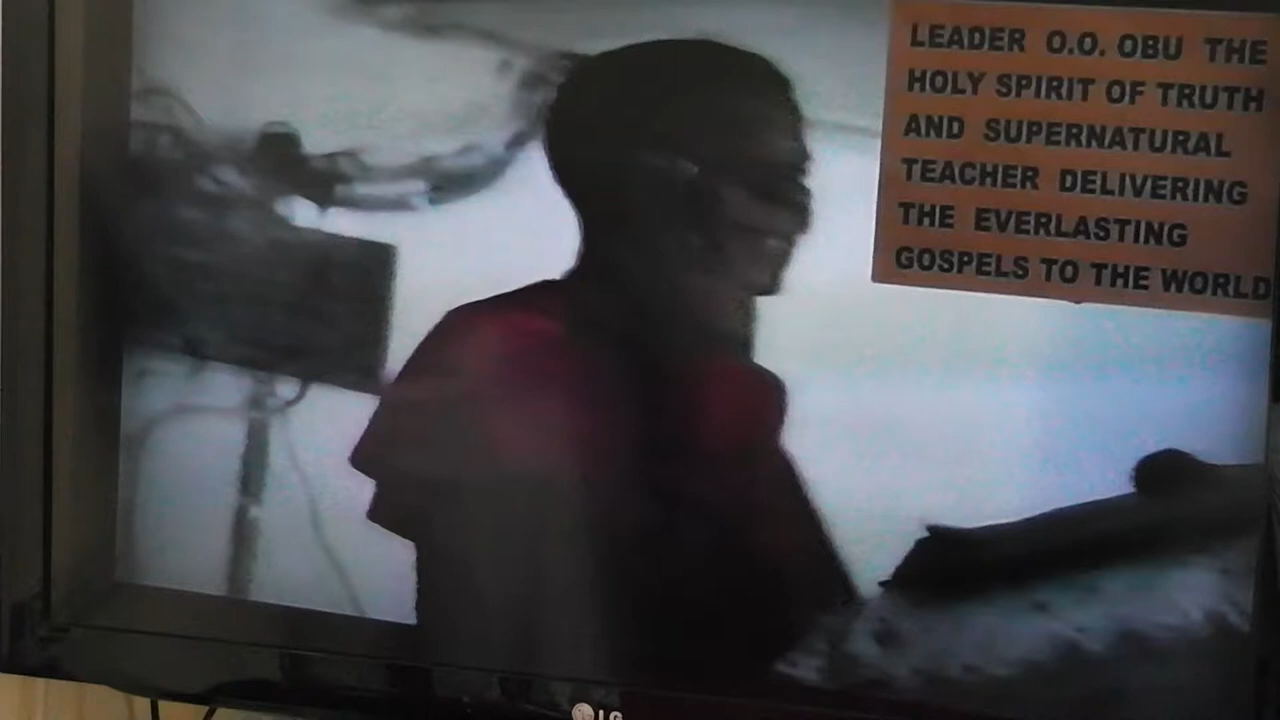 LEADER O.O. OBU THE
HOLY SPIRIT OF TRUTH
AND SUPERNATURAL
TEACHER DELIVERING
THE EVERLASTING
GOSPELS TO THE WORLD
LG